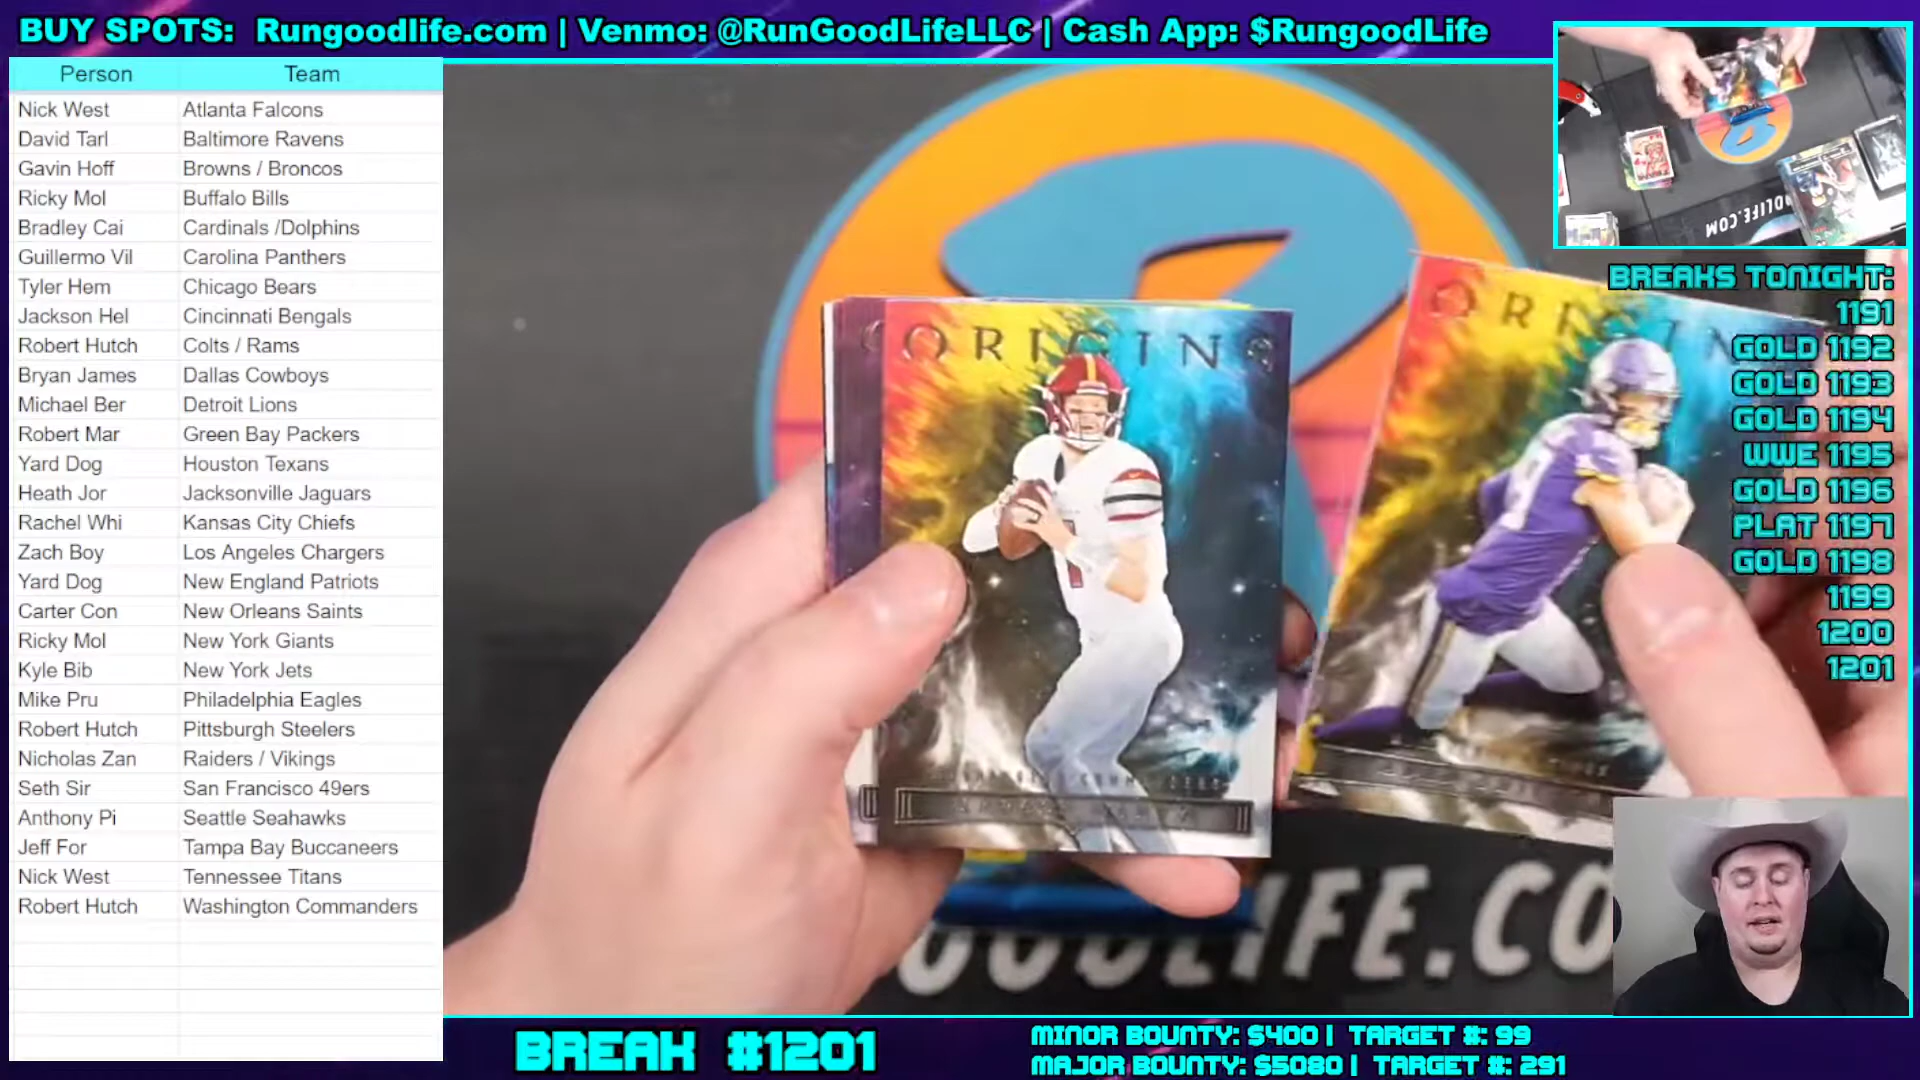 BUY SPOTS: Rungoodlife.com | Venmo: @RunGoodLifeLLC | Cash App: $RungoodLife
Person Team
Nick West Atlanta Falcons
David Tarl Baltimore Ravens
Gavin Hoff Browns / Broncos
Ricky Mol Buffalo Bills
Bradley Cai Cardinals /Dolphins
Guillermo Vil Carolina Panthers
Tyler Hem Chicago Bears
Jackson Hel Cincinnati Bengals
Robert Hutch Colts / Rams
Bryan James Dallas Cowboys
Michael Ber Detroit Lions
Robert Mar Green Bay Packers
Yard Dog Houston Texans
Heath Jor Jacksonville Jaguars
Rachel Whi Kansas City Chiefs
Zach Boy Los Angeles Chargers
Yard Dog New England Patriots
Carter Con New Orleans Saints
Ricky Mol New York Giants
Kyle Bib New York Jets
Mike Pru Philadelphia Eagles
Robert Hutch Pittsburgh Steelers
Nicholas Zan Raiders / Vikings
Seth Sir San Francisco 49ers
Anthony Pi Seattle Seahawks
Jeff For Tampa Bay Buccaneers
Nick West Tennessee Titans
Robert Hutch Washington Commanders
ORIGINS
BREAKS TONIGHT:
1191
GOLD 1192
GOLD 1193
GOLD 1194
WWE 1195
GOLD 1196
PLAT 1197
GOLD 1198
1199
1200
1201
BREAK #1201
MINOR BOUNTY: $400 | TARGET #: 99
MAJOR BOUNTY: $5080 | TARGET #: 291